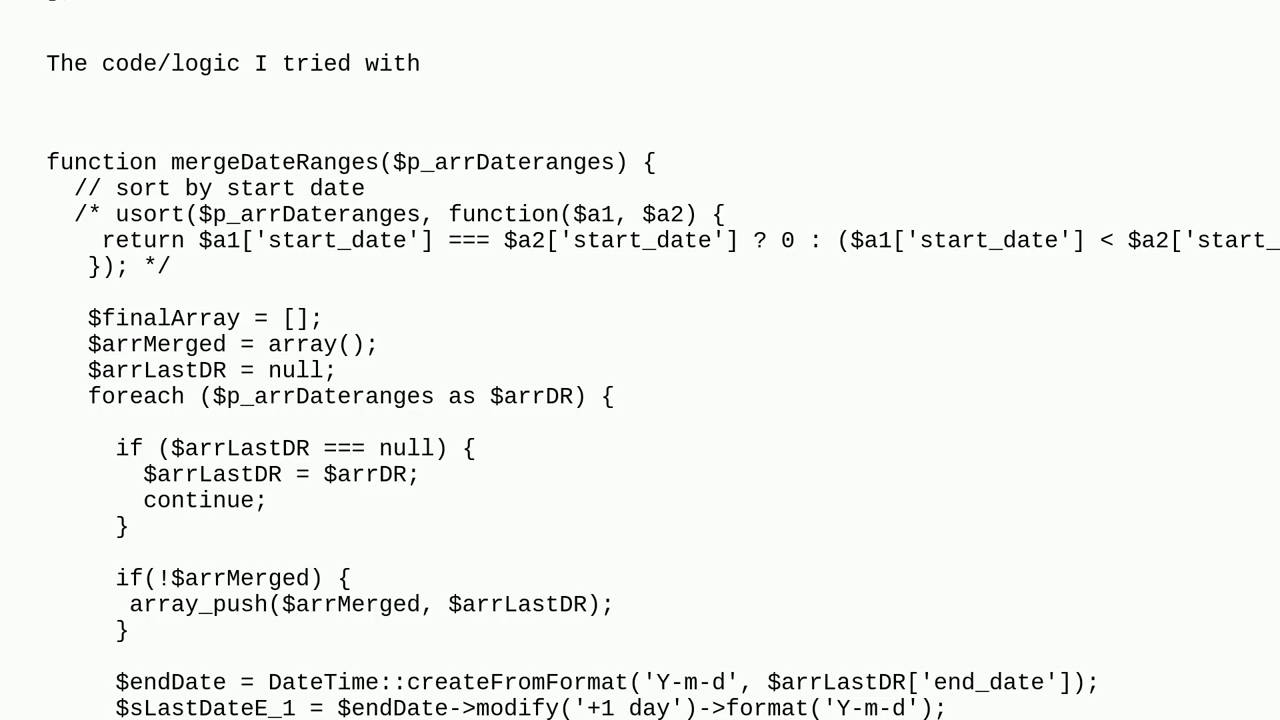 The code/logic I tried with
function mergeDateRanges($p_arrDateranges) {
// sort by start date
/* usort($p_arrDateranges, function($a1, $a2) {
return $a1['start_date'] === $a2['start_date'] ? 0 : ($a1['start_date'] < $a2['start_
}); */
$finalArray = [];
$arrMerged = array();
$arrLastDR = null;
foreach ($p_arrDateranges as $arrDR) {
if ($arrLastDR === null) {
$arrLastDR = $arrDR;
continue;
}
if(!$arrMerged) {
array_push($arrMerged, $arrLastDR);
}
$endDate = DateTime::createFromFormat('Y-m-d', $arrLastDR['end_date']);
$sLastDateE_1 = $endDate->modify('+1 day')->format('Y-m-d');